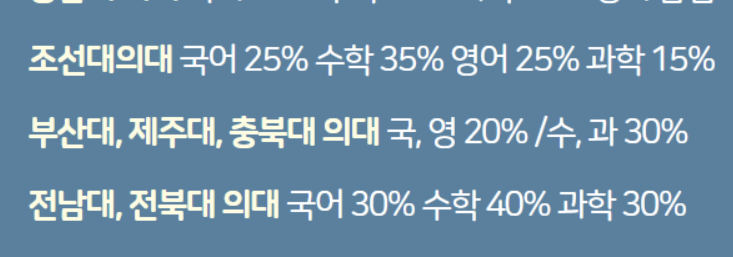 조선대의대 국어 25% 수학 35% 영어 25% 과학 15%
부산대, 제주대, 충북대 의대 국, 영 20% /수, 과 30%
전남대, 전북대 의대 국어 30% 수학 40% 과학 30%